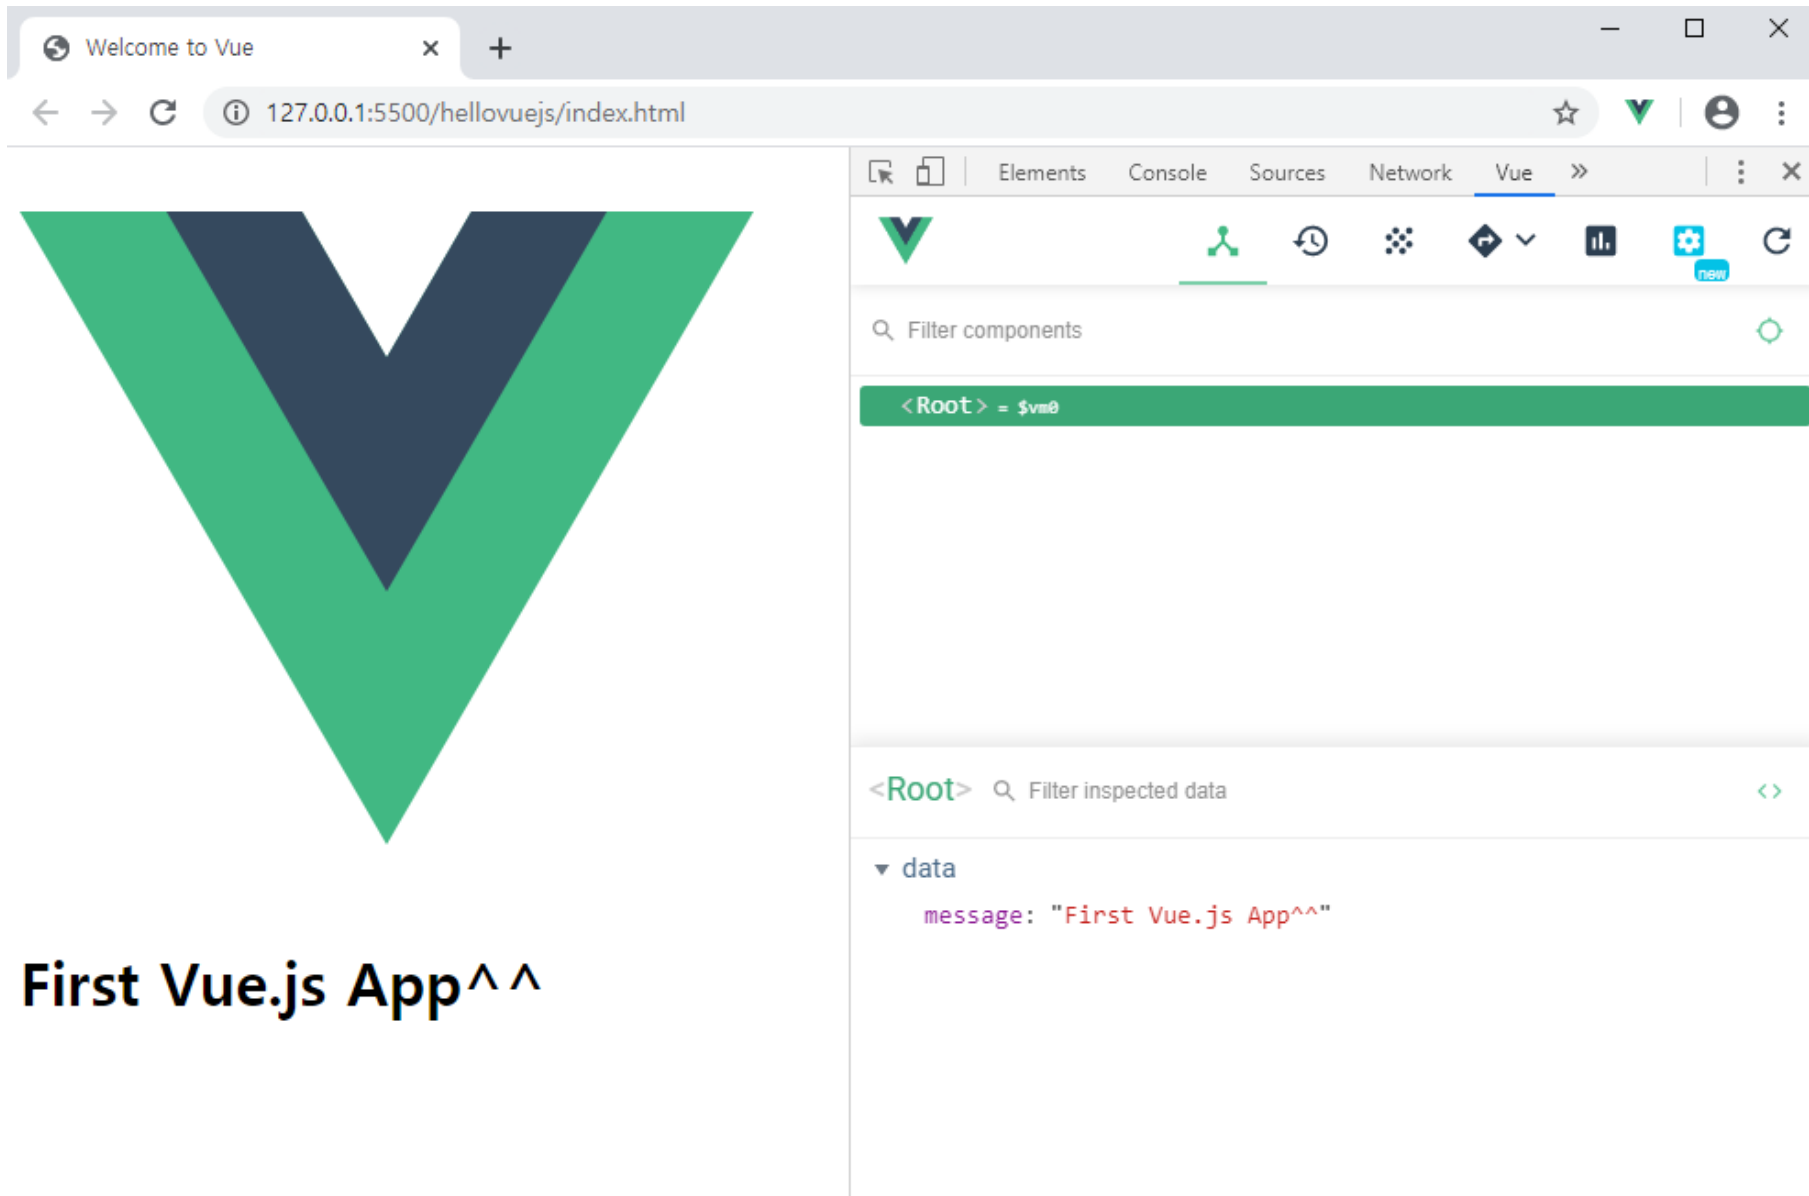 Welcome to Vue
127.0.0.1:5500/hellovuejs/index.html
Elements Console Sources Network Vue
new
Filter components
<Root> = $vm0
<Root> Filter inspected data
data
message: "First Vue.js App^^"
First Vue.js App^^